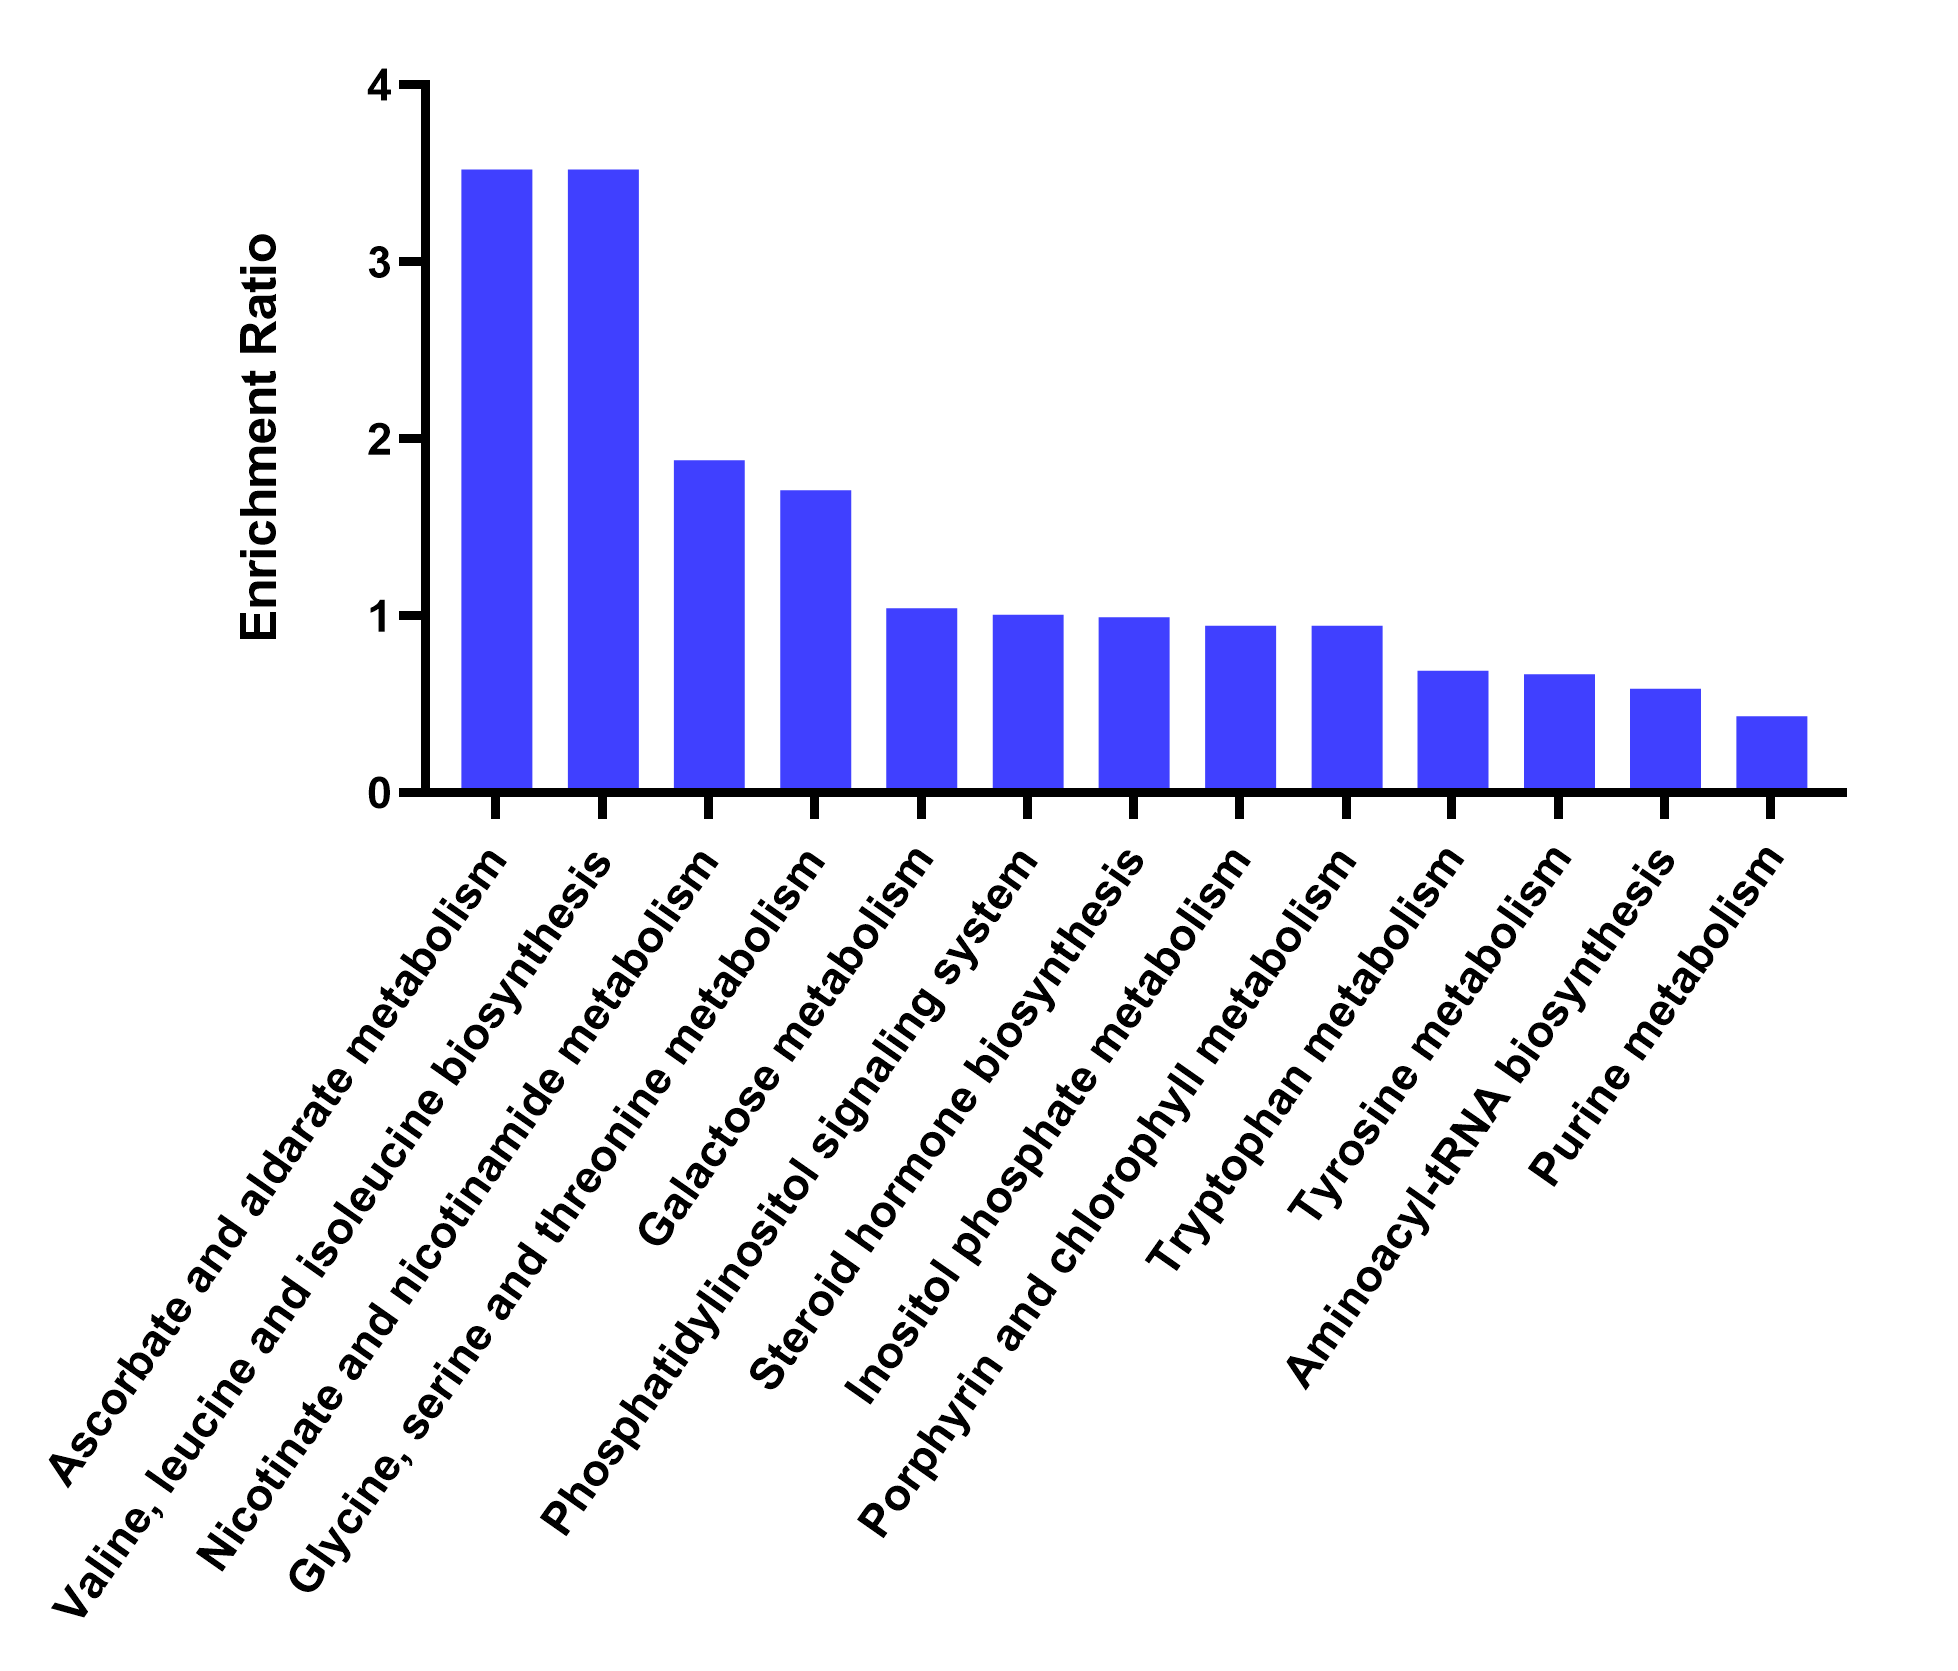 Enrichment Ratio
4
3
2
1
0
Ascorbate and aldarate metabolism
Valine, leucine and isoleucine biosynthesis
Nicotinate and nicotinamide metabolism
Glycine, serine and threonine metabolism
Galactose metabolism
Phosphatidylinositol signaling system
Steroid hormone biosynthesis
Inositol phosphate metabolism
Porphyrin and chlorophyll metabolism
Tryptophan metabolism
Tyrosine metabolism
Aminoacyl-tRNA biosynthesis
Purine metabolism